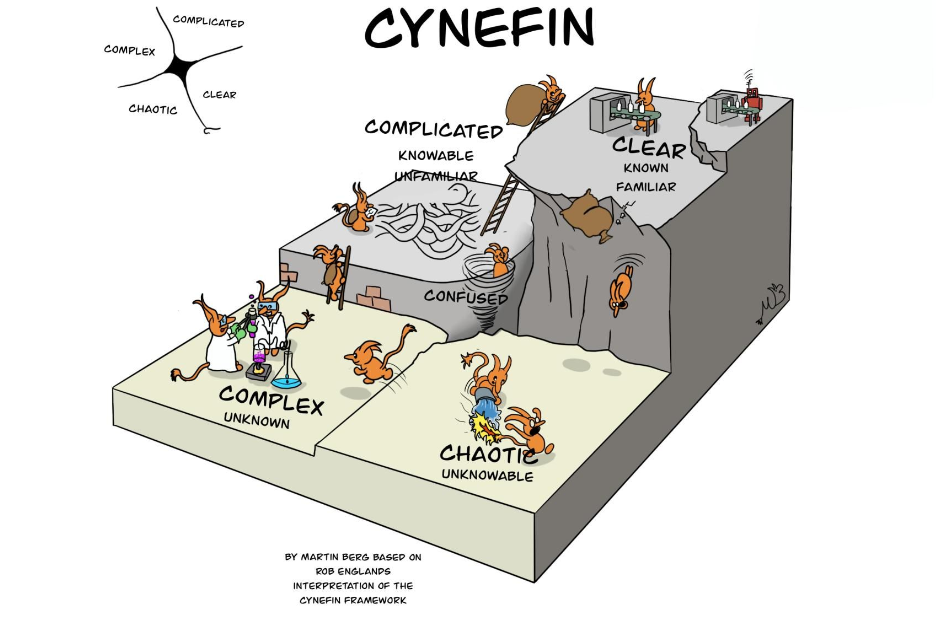 CYNEFIN
COMPLICATED
COMPLEX
CLEAR
CHAOTIC
COMPLICATED
KNOWABLE
UNFAMILIAR
CLEAR
KNOWN
FAMILIAR
CONFUSED
COMPLEX
UNKNOWN
CHAOTIC
UNKNOWABLE
BY MARTIN BERG BASED ON
ROB ENGLANDS
INTERPRETATION OF THE
CYNEFIN FRAMEWORK